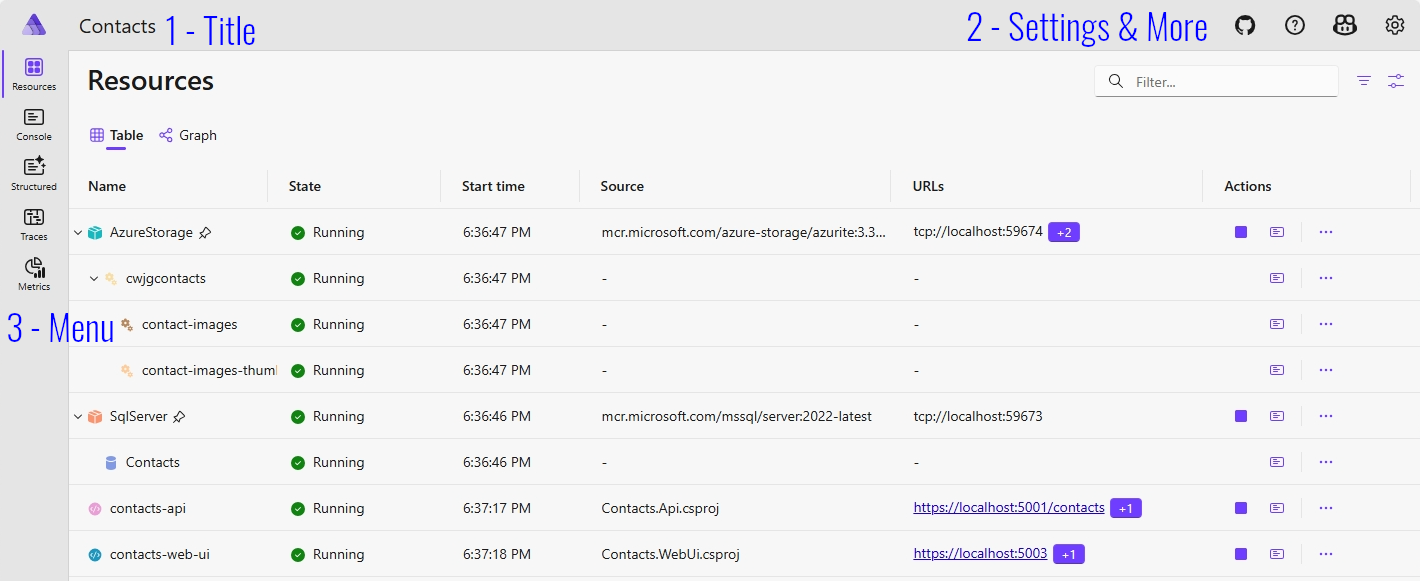 Contacts 1 - Title 2 - Settings & More
Resources
Filter...
Resources
Console
Structured
Traces
Metrics
3 - Menu
Table Graph
Name State Start time Source URLs Actions
AzureStorage Running 6:36:47 PM mcr.microsoft.com/azure-storage/azurite:3.3... tcp://localhost:59674 +2
cwjgcontacts Running 6:36:47 PM - -
contact-images Running 6:36:47 PM - -
contact-images-thuml Running 6:36:47 PM - -
SqlServer Running 6:36:46 PM mcr.microsoft.com/mssql/server:2022-latest tcp://localhost:59673
Contacts Running 6:36:46 PM - -
contacts-api Running 6:37:17 PM Contacts.Api.csproj https://localhost:5001/contacts +1
contacts-web-ui Running 6:37:18 PM Contacts.WebUi.csproj https://localhost:5003 +1